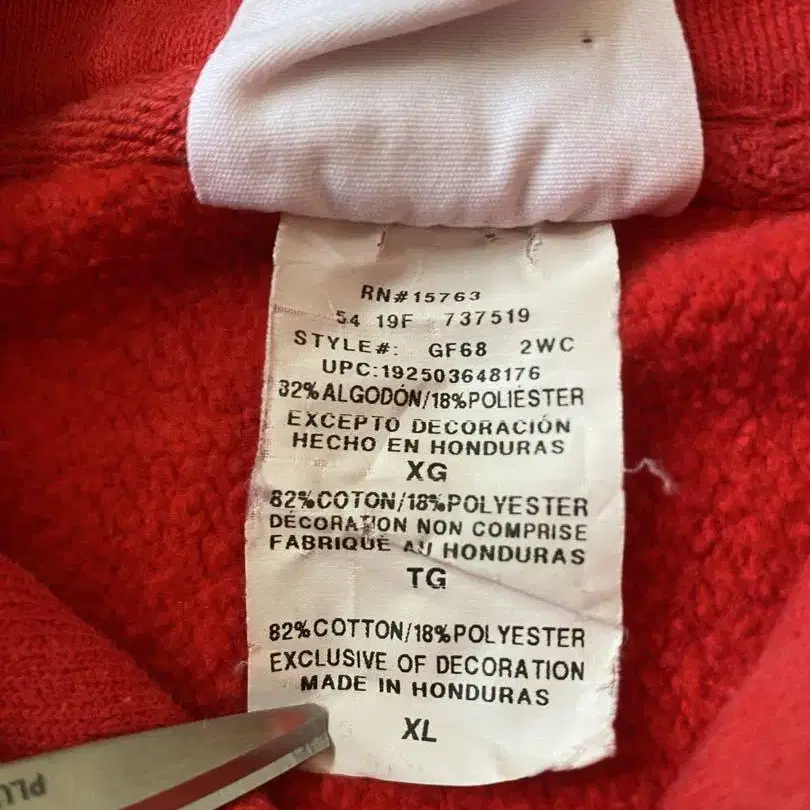 RN#15763
54 19F 737519
STYLE#: GF68 2WC
UPC:192503648176
82%ALGODÓN/18%POLIÉSTER
EXCEPTO DECORACIÓN
HECHO EN HONDURAS
XG
82%COTON/18%POLYESTER
DÉCORATION NON COMPRISE
FABRIQUÉ AU HONDURAS
TG
82%COTTON/18%POLYESTER
EXCLUSIVE OF DECORATION
MADE IN HONDURAS
XL